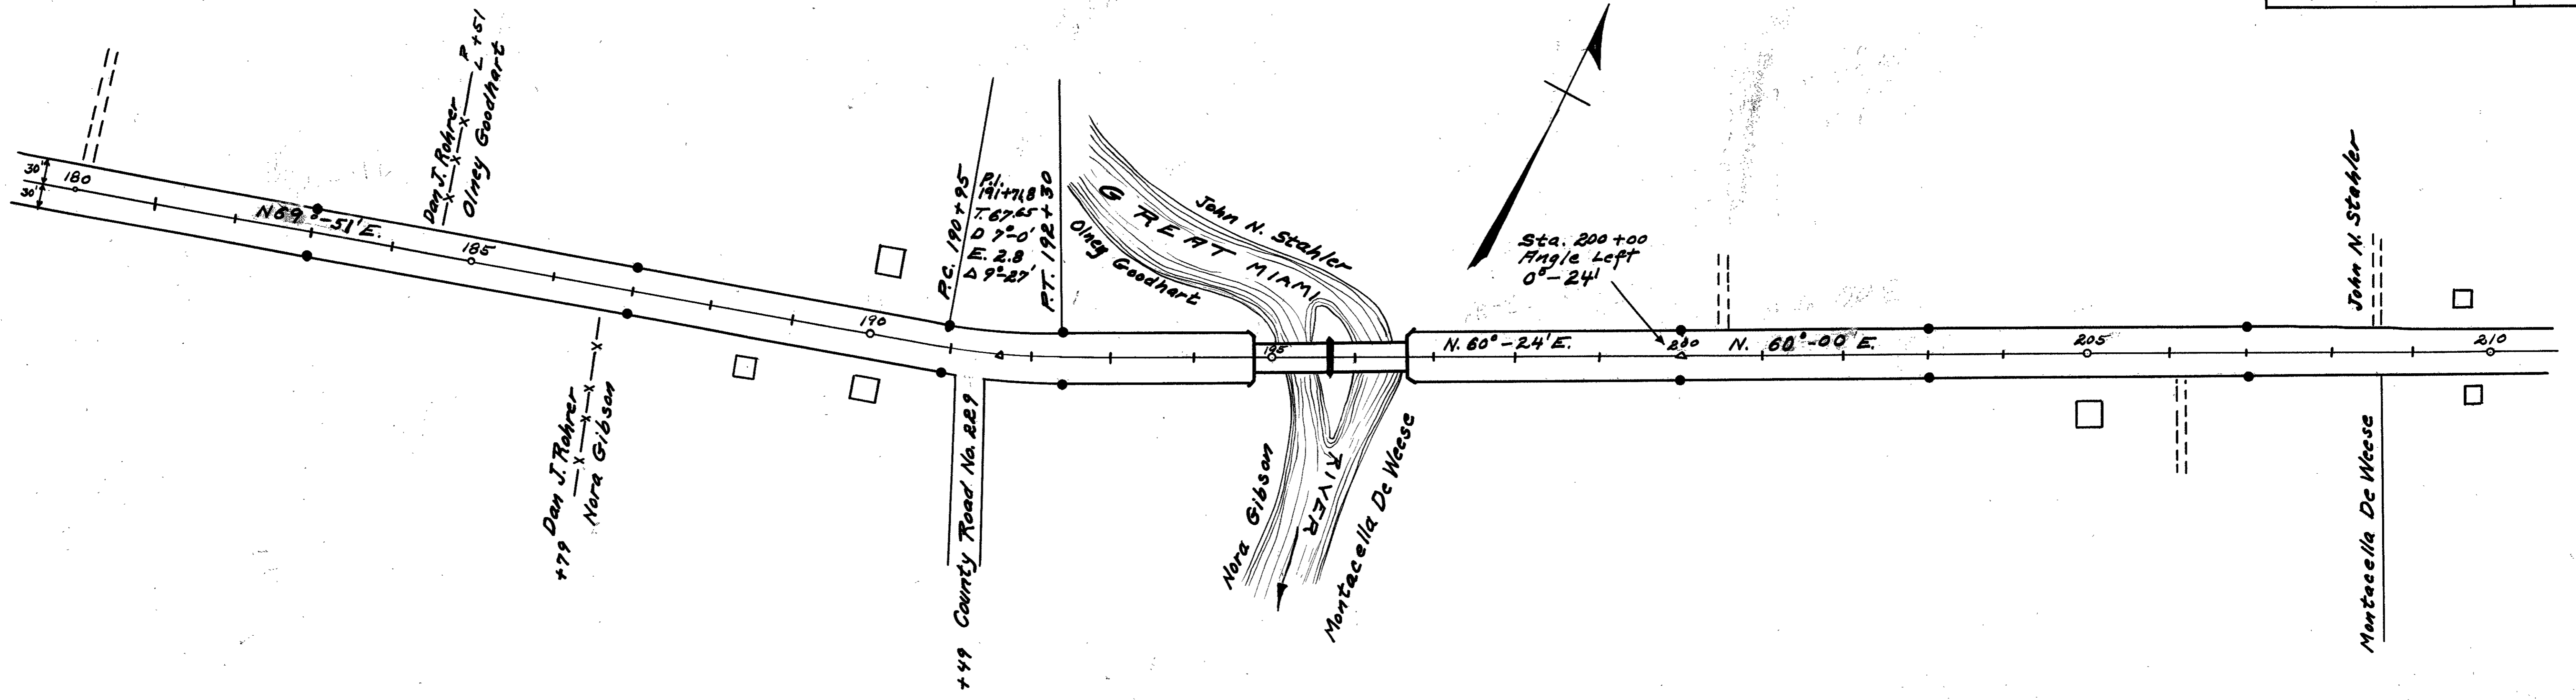 30'
30'
180
N 69°-51' E.
Dan J. Rohrer
Olney Goodhart
+51
185
+79
Dan J. Rohrer
Nora Gibson
190
P.C. 190+95
P.I.
191+71.8
T. 67.65
D 7°-0'
E. 2.8
Δ 9°-27'
P.T. 192+30
+49 County Road No. 229
GREAT MIAMI
RIVER
Olney Goodhart
John N. Stahler
195
Nora Gibson
Montacella De Weese
N. 60°-24' E.
Sta. 200+00
Angle Left
0°-24'
200
N. 60°-00' E.
205
John N. Stahler
Montacella De Weese
210